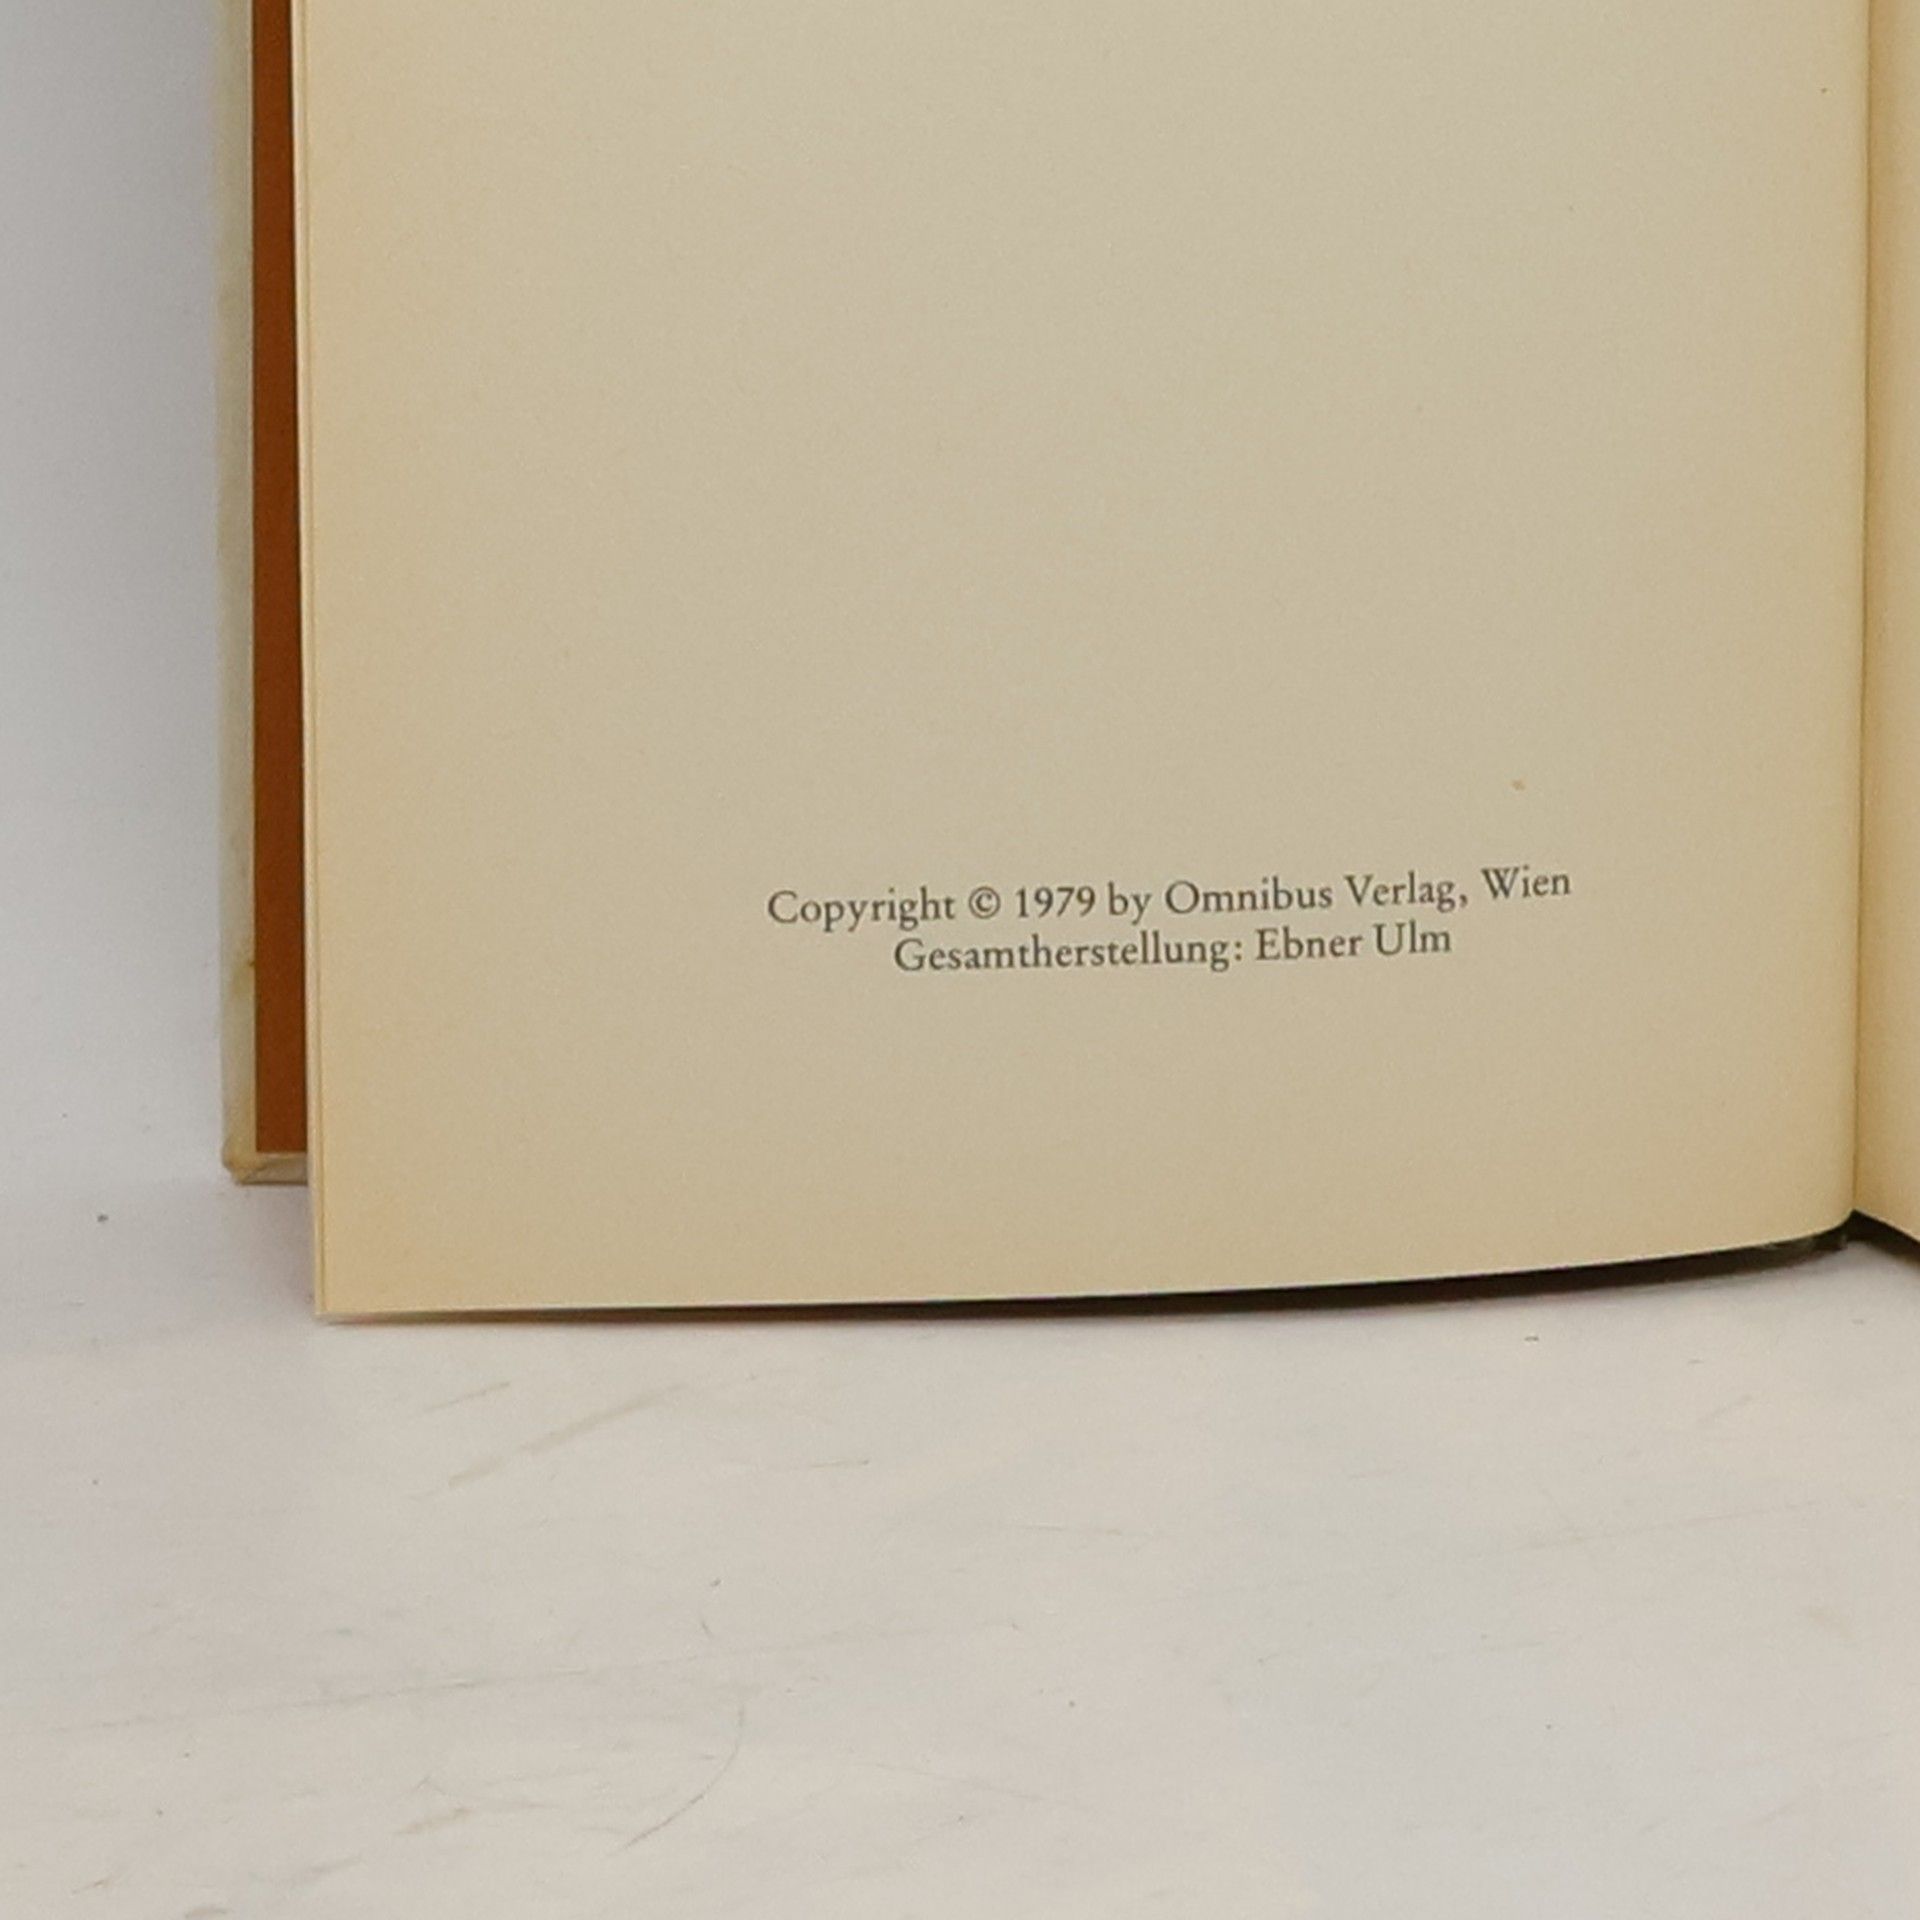 Copyright © 1979 by Omnibus Verlag, Wien
Gesamtherstellung: Ebner Ulm